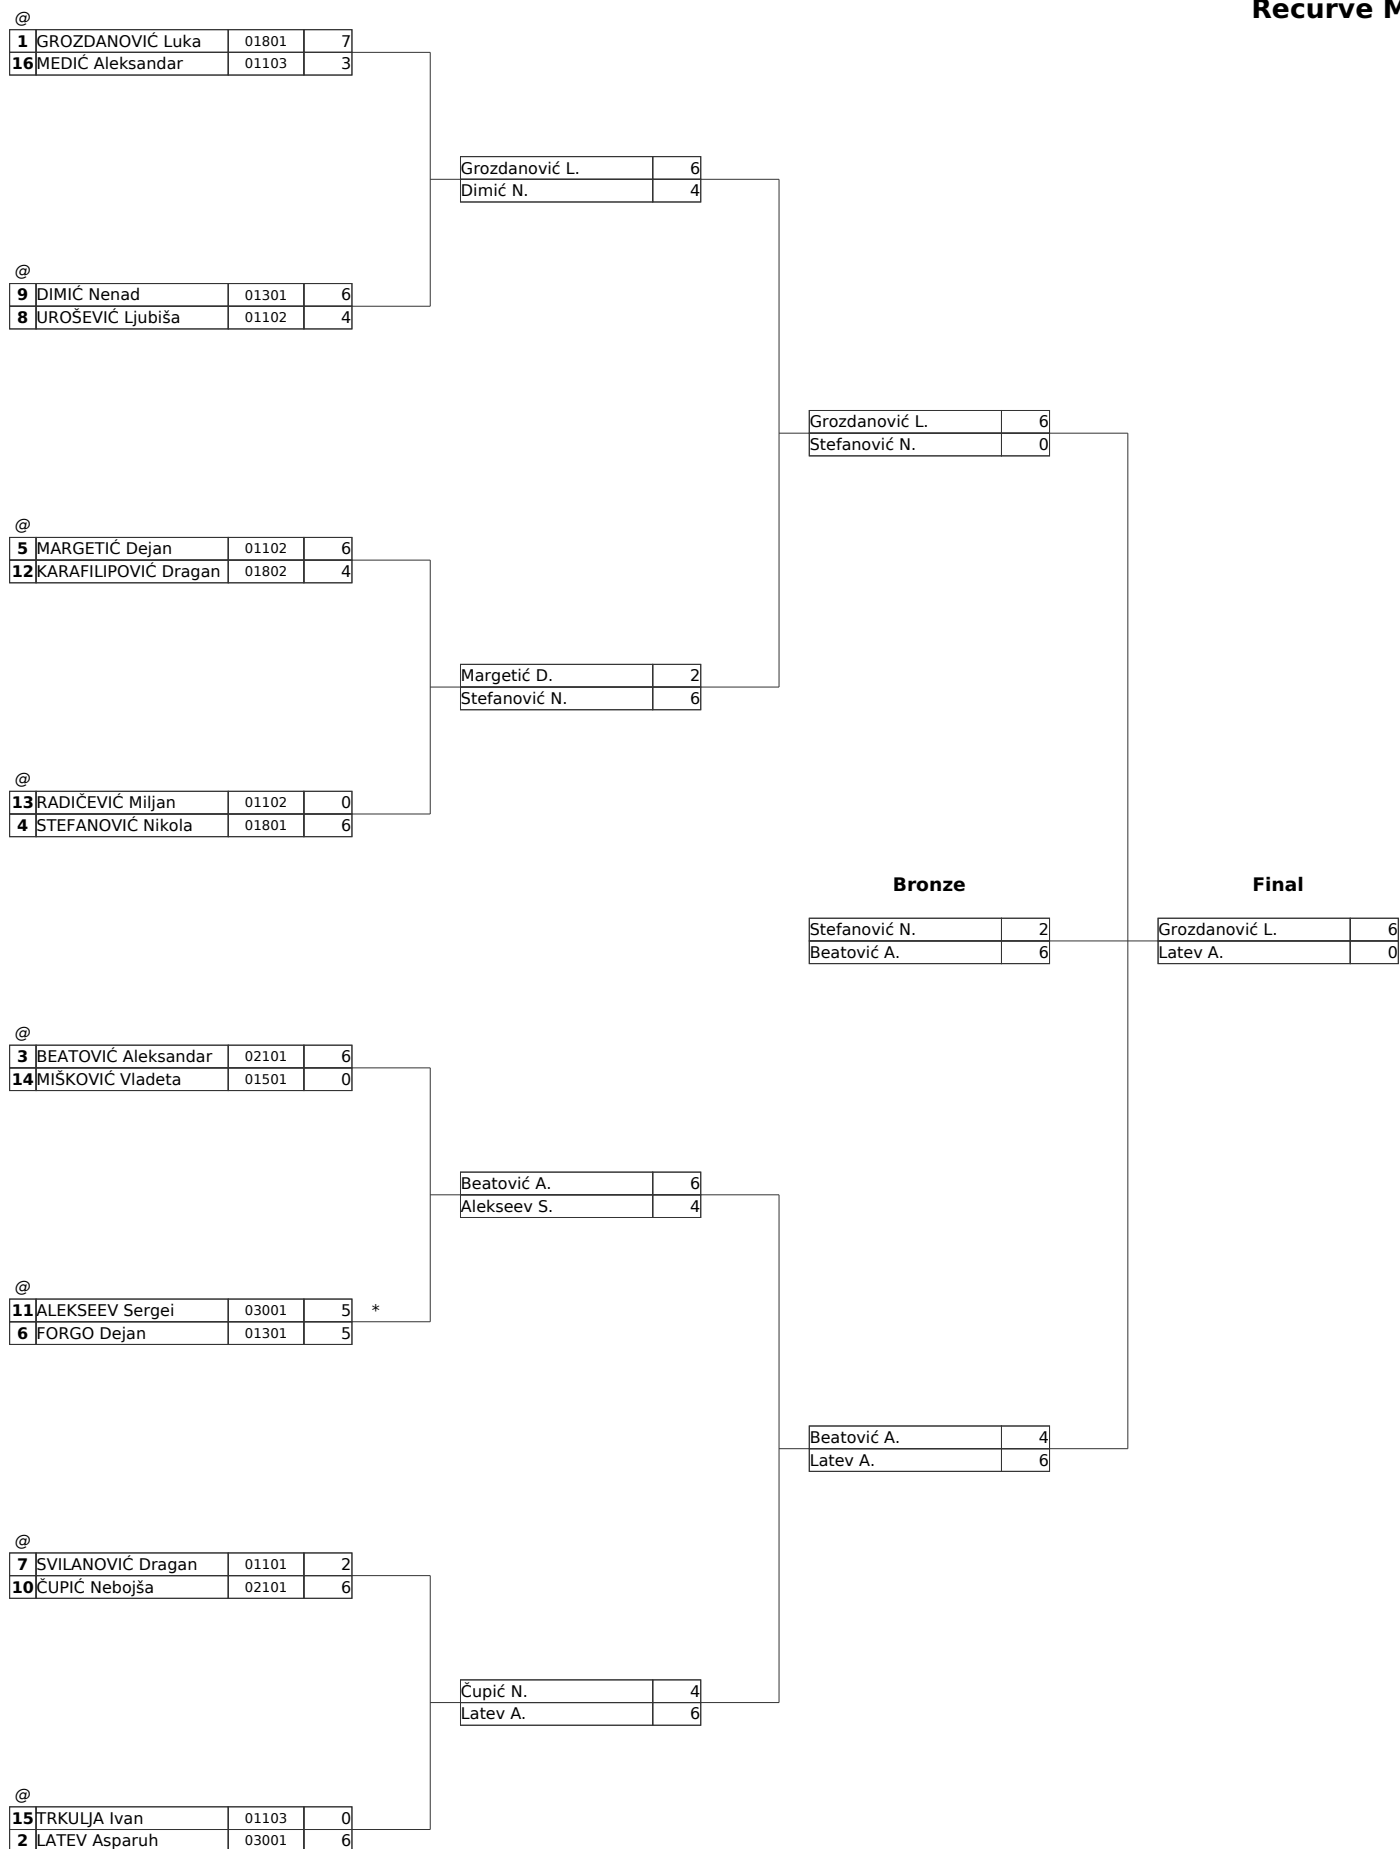 Recurve M
@
1 GROZDANOVIĆ Luka 01801 7
16 MEDIĆ Aleksandar 01103 3
Grozdanović L. 6
Dimić N. 4
@
9 DIMIĆ Nenad 01301 6
8 UROŠEVIĆ Ljubiša 01102 4
Grozdanović L. 6
Stefanović N. 0
@
5 MARGETIĆ Dejan 01102 6
12 KARAFILIPOVIĆ Dragan 01802 4
Margetić D. 2
Stefanović N. 6
@
13 RADIČEVIĆ Miljan 01102 0
4 STEFANOVIĆ Nikola 01801 6
Bronze Final
Stefanović N. 2 Grozdanović L. 6
Beatović A. 6 Latev A. 0
@
3 BEATOVIĆ Aleksandar 02101 6
14 MIŠKOVIĆ Vladeta 01501 0
Beatović A. 6
Alekseev S. 4
@
11 ALEKSEEV Sergei 03001 5 *
6 FORGO Dejan 01301 5
Beatović A. 4
Latev A. 6
@
7 SVILANOVIĆ Dragan 01101 2
10 ČUPIĆ Nebojša 02101 6
Čupić N. 4
Latev A. 6
@
15 TRKULJA Ivan 01103 0
2 LATEV Asparuh 03001 6